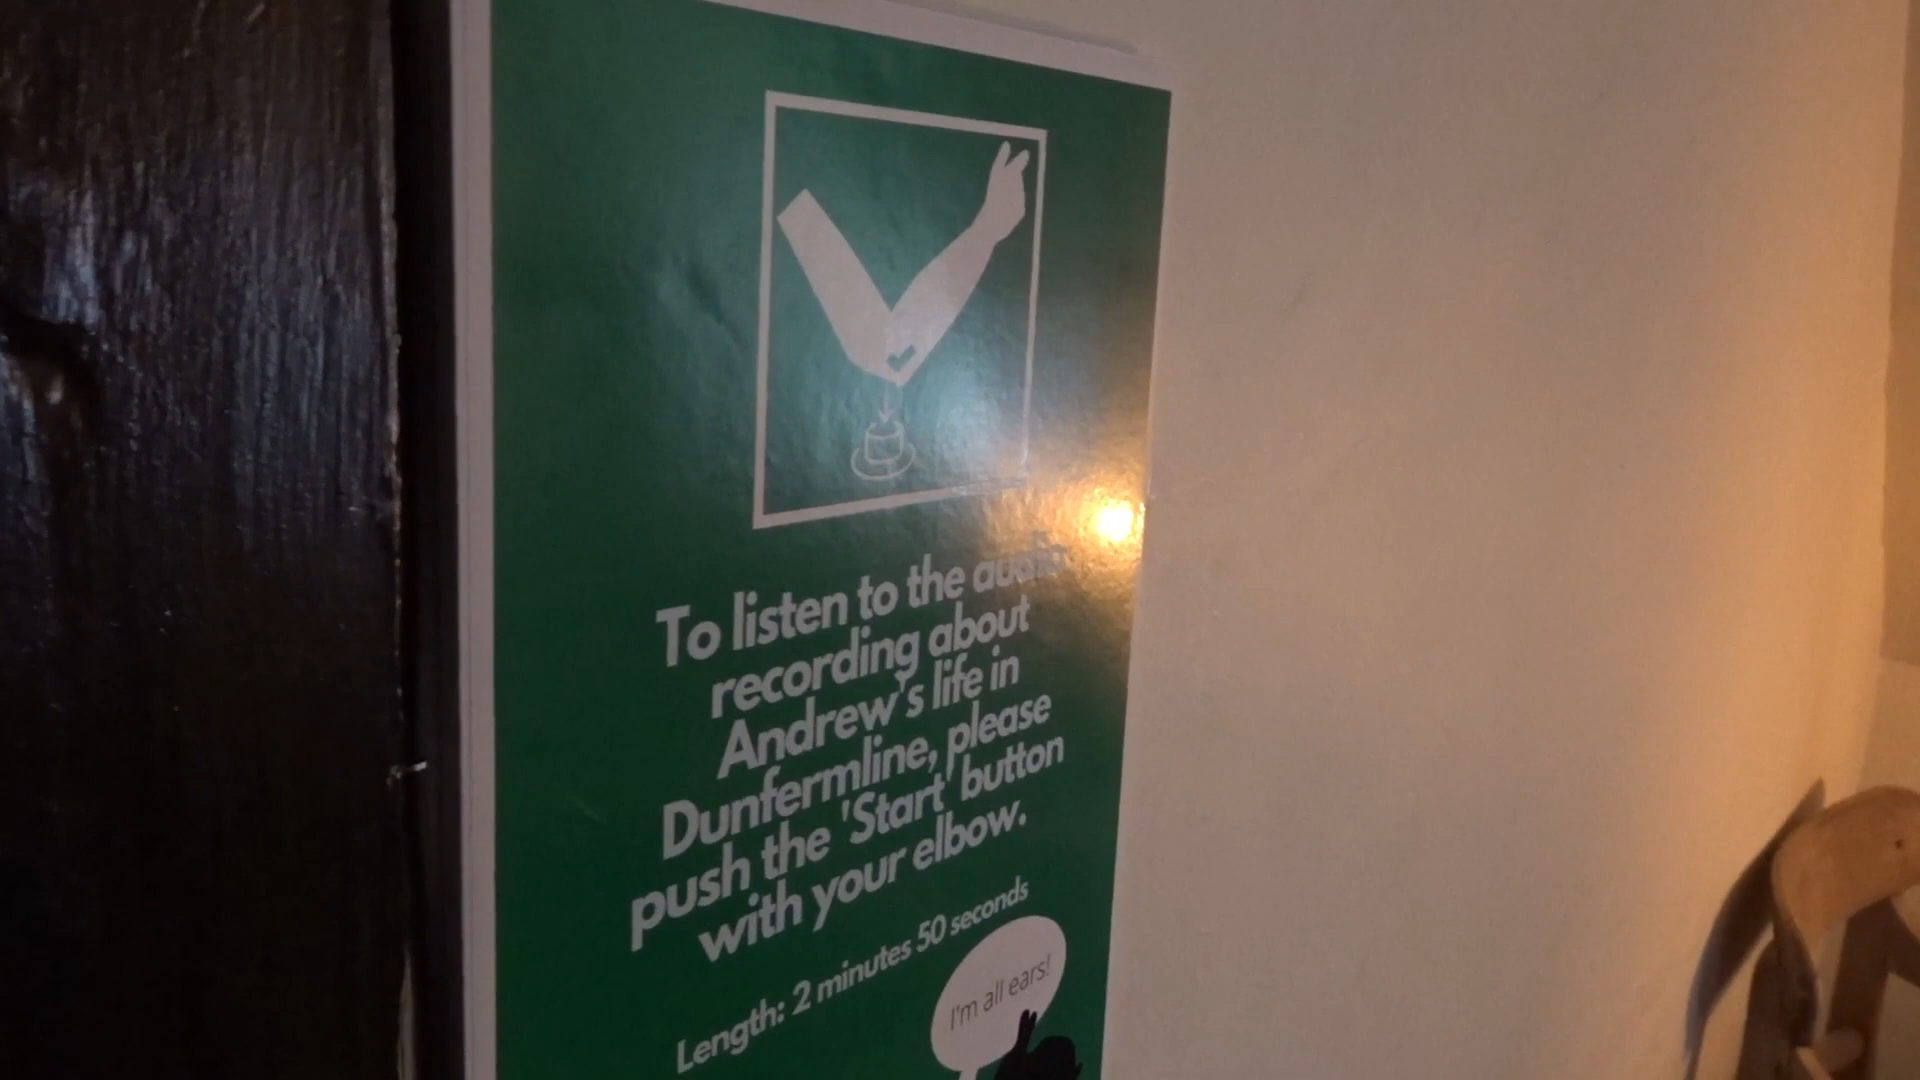 To listen to the audio
recording about
Andrew's life in
Dunfermline, please
push the 'Start' button
with your elbow.
Length: 2 minutes 50 seconds
I'm all ears!